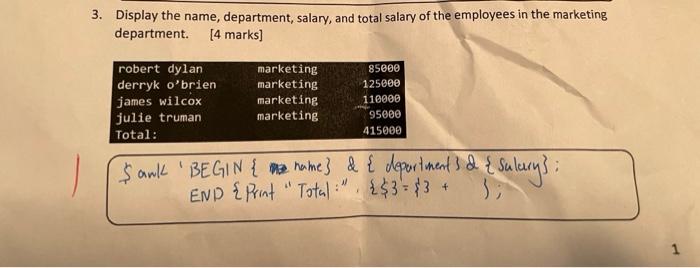 3. Display the name, department, salary, and total salary of the employees in the marketing
department. [4 marks]
robert dylan marketing 85000
derryk o'brien marketing 125000
james wilcox marketing 110000
julie truman marketing 95000
Total: 415000
$ awk ' BEGIN { name} & { department} & { Salary} ;
END { Print " Total :" , {$3 = $3 + } ;
1